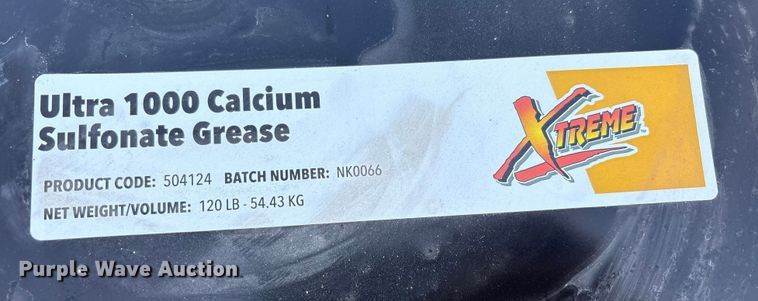 Ultra 1000 Calcium
Sulfonate Grease
PRODUCT CODE: 504124 BATCH NUMBER: NK0066
NET WEIGHT/VOLUME: 120 LB - 54.43 KG
XTREME
Purple Wave Auction